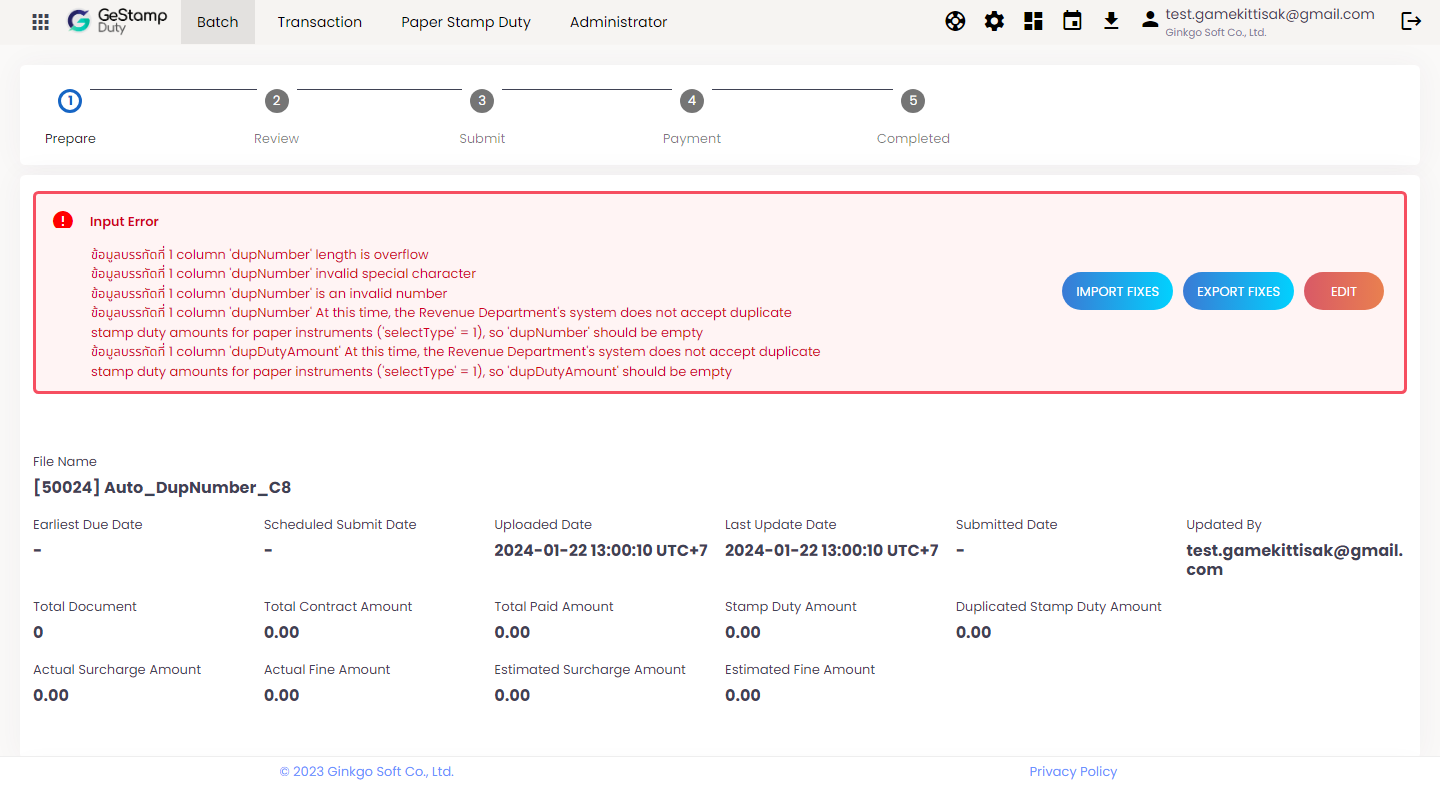 GeStamp
Duty
Batch
Transaction
Paper Stamp Duty
Administrator
test.gamekittisak@gmail.com
Ginkgo Soft Co., Ltd.
1
2
3
4
5
Prepare
Review
Submit
Payment
Completed
Input Error
ข้อมูลบรรทัดที่ 1 column 'dupNumber' length is overflow
ข้อมูลบรรทัดที่ 1 column 'dupNumber' invalid special character
ข้อมูลบรรทัดที่ 1 column 'dupNumber' is an invalid number
ข้อมูลบรรทัดที่ 1 column 'dupNumber' At this time, the Revenue Department's system does not accept duplicate
stamp duty amounts for paper instruments ('selectType' = 1), so 'dupNumber' should be empty
ข้อมูลบรรทัดที่ 1 column 'dupDutyAmount' At this time, the Revenue Department's system does not accept duplicate
stamp duty amounts for paper instruments ('selectType' = 1), so 'dupDutyAmount' should be empty
IMPORT FIXES
EXPORT FIXES
EDIT
File Name
[50024] Auto_DupNumber_C8
Earliest Due Date
-
Scheduled Submit Date
-
Uploaded Date
2024-01-22 13:00:10 UTC+7
Last Update Date
2024-01-22 13:00:10 UTC+7
Submitted Date
-
Updated By
test.gamekittisak@gmail.
com
Total Document
0
Total Contract Amount
0.00
Total Paid Amount
0.00
Stamp Duty Amount
0.00
Duplicated Stamp Duty Amount
0.00
Actual Surcharge Amount
0.00
Actual Fine Amount
0.00
Estimated Surcharge Amount
0.00
Estimated Fine Amount
0.00
© 2023 Ginkgo Soft Co., Ltd.
Privacy Policy